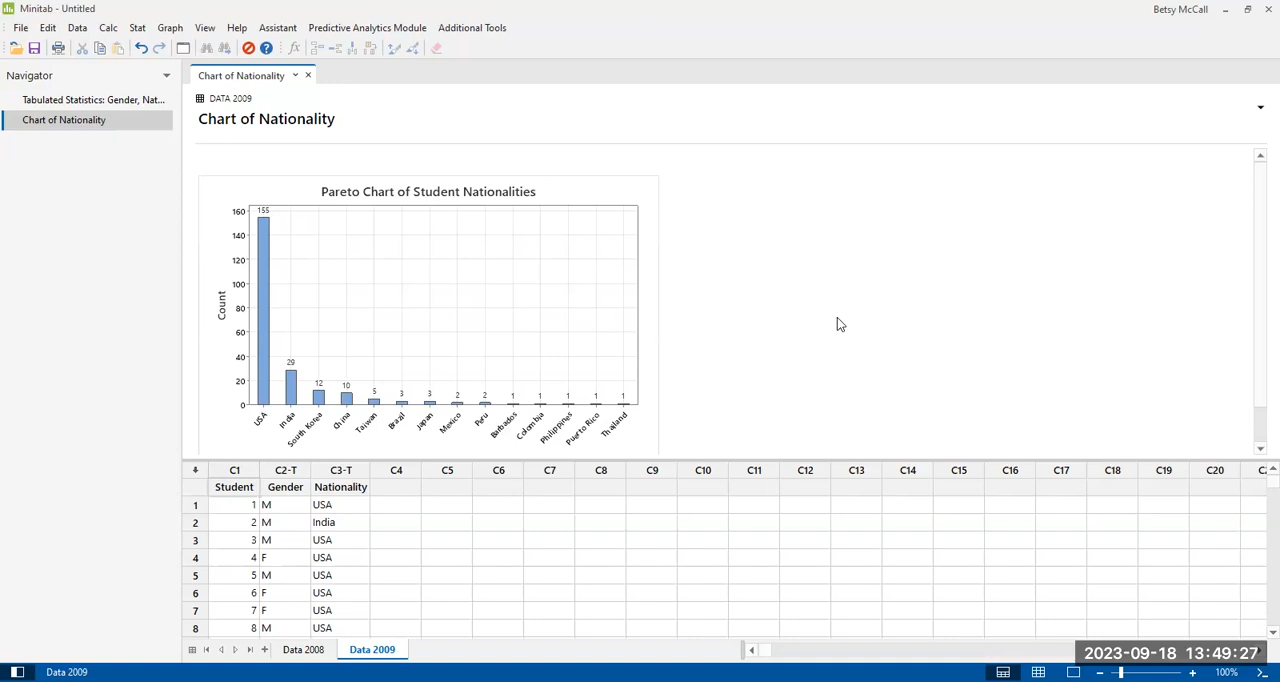 Minitab - Untitled
Betsy McCall
File Edit Data Calc Stat Graph View Help Assistant Predictive Analytics Module Additional Tools
Navigator
Chart of Nationality
Tabulated Statistics: Gender, Nat...
DATA 2009
Chart of Nationality
Chart of Nationality
Pareto Chart of Student Nationalities
160
140
120
100
80
60
40
20
0
Count
155 29 12 10 5 3 3 2 2 1 1 1 1 1
USA India South Korea China Taiwan Brazil Japan Mexico Peru Barbados Colombia Philippines Puerto Rico Thailand
C1 C2-T C3-T C4 C5 C6 C7 C8 C9 C10 C11 C12 C13 C14 C15 C16 C17 C18 C19 C20
Student Gender Nationality
1 1 M USA
2 2 M India
3 3 M USA
4 4 F USA
5 5 M USA
6 6 F USA
7 7 F USA
8 8 M USA
Data 2008 Data 2009
2023-09-18 13:49:27
Data 2009
100%